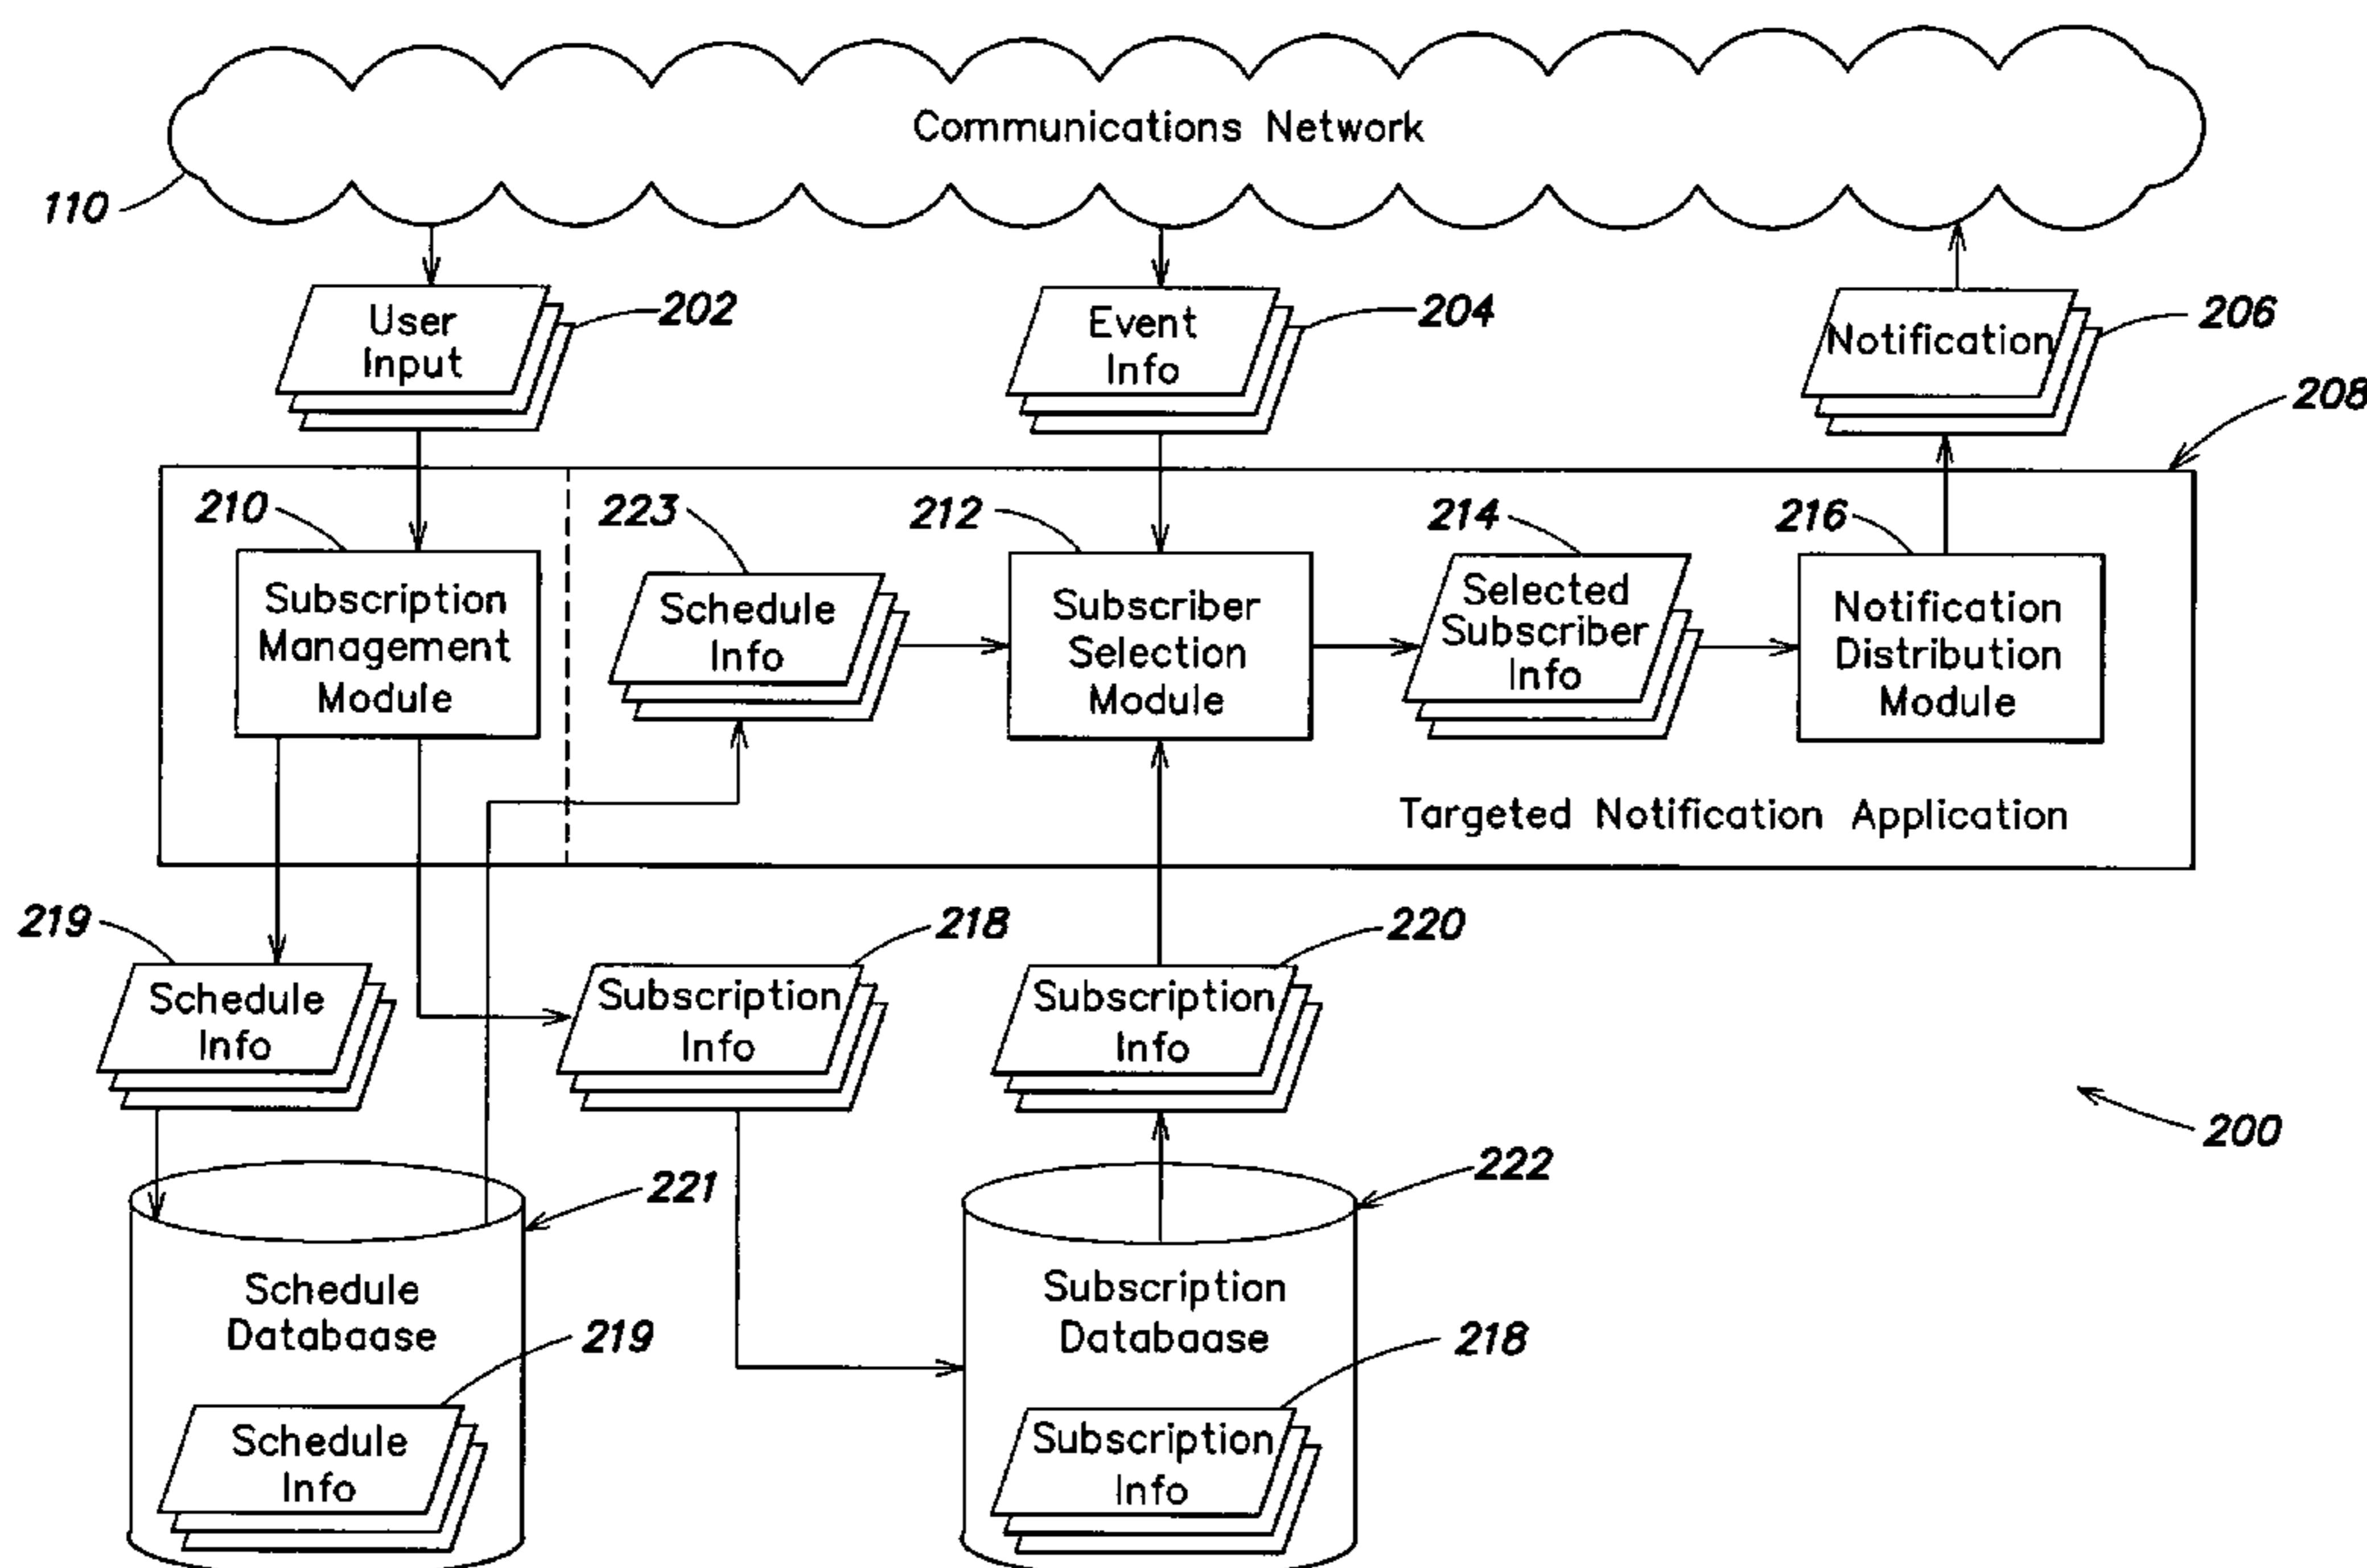 Communications Network
110
User
Input
202
Event
Info
204
Notification
206
208
210
Subscription
Management
Module
223
Schedule
Info
212
Subscriber
Selection
Module
214
Selected
Subscriber
Info
216
Notification
Distribution
Module
Targeted Notification Application
219
Schedule
Info
218
Subscription
Info
220
Subscription
Info
200
221
Schedule
Databaase
219
Schedule
Info
222
Subscription
Databaase
218
Subscription
Info